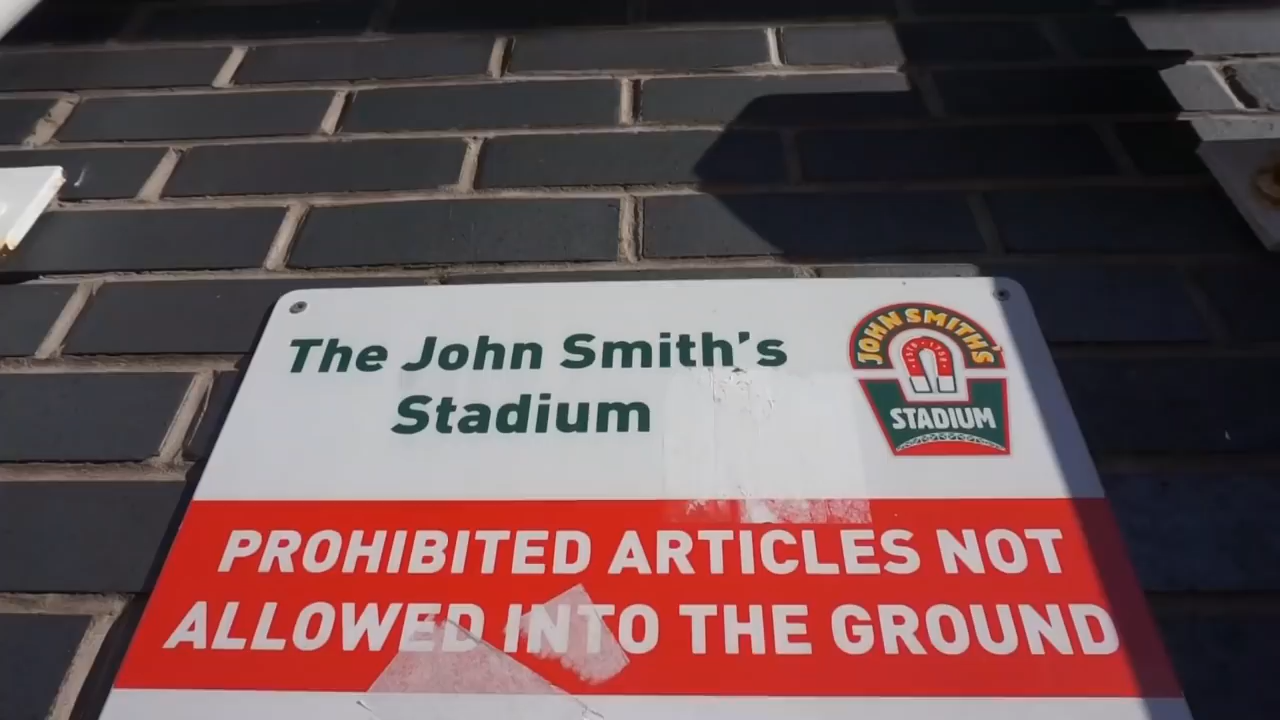 The John Smith's
Stadium
JOHN SMITH'S
STADIUM
PROHIBITED ARTICLES NOT
ALLOWED INTO THE GROUND